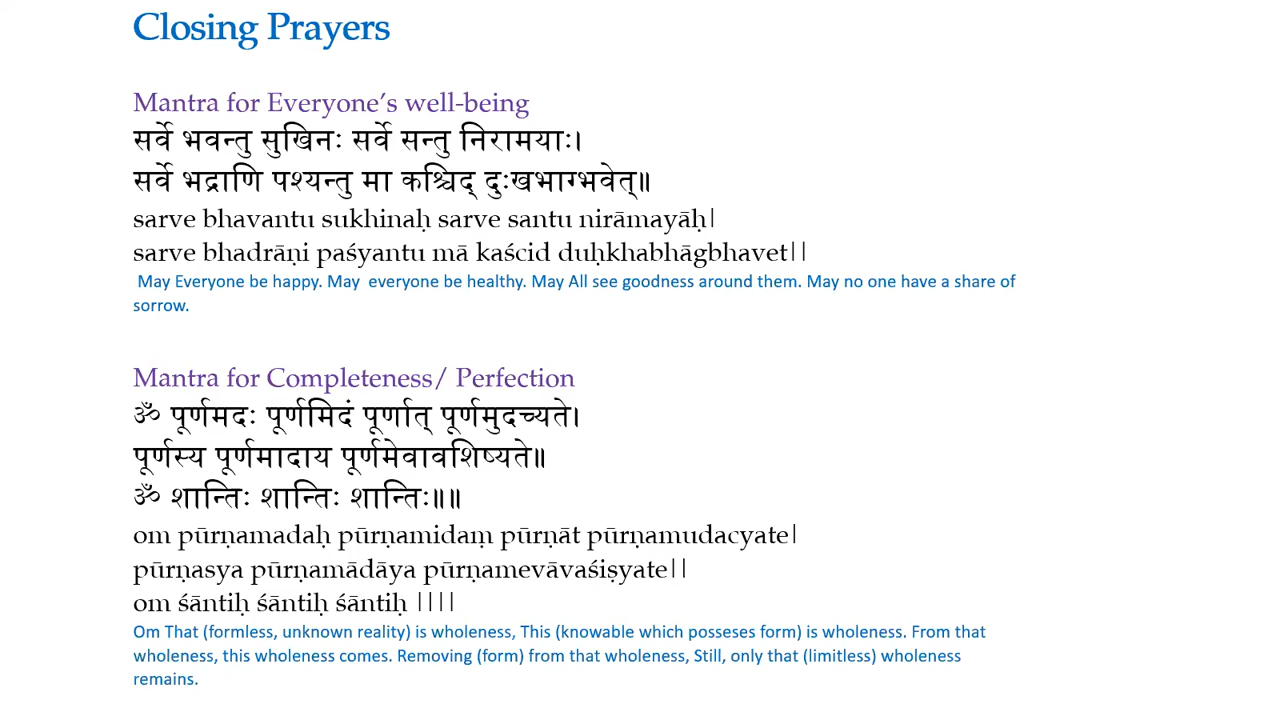 Closing Prayers
Mantra for Everyone’s well-being
सर्वे भवन्तु सुखिनः सर्वे सन्तु निरामयाः।
सर्वे भद्राणि पश्यन्तु मा कश्चिद् दुःखभाग्भवेत्॥
sarve bhavantu sukhinaḥ sarve santu nirāmayāḥ|
sarve bhadrāṇi paśyantu mā kaścid duḥkhabhāgbhavet||
May Everyone be happy. May everyone be healthy. May All see goodness around them. May no one have a share of
sorrow.
Mantra for Completeness/ Perfection
ॐ पूर्णमदः पूर्णमिदं पूर्णात् पूर्णमुदच्यते।
पूर्णस्य पूर्णमादाय पूर्णमेवावशिष्यते॥
ॐ शान्तिः शान्तिः शान्तिः॥॥
om pūrṇamadaḥ pūrṇamidaṃ pūrṇāt pūrṇamudacyate|
pūrṇasya pūrṇamādāya pūrṇamevāvaśiṣyate||
om śāntiḥ śāntiḥ śāntiḥ ||||
Om That (formless, unknown reality) is wholeness, This (knowable which posseses form) is wholeness. From that
wholeness, this wholeness comes. Removing (form) from that wholeness, Still, only that (limitless) wholeness
remains.